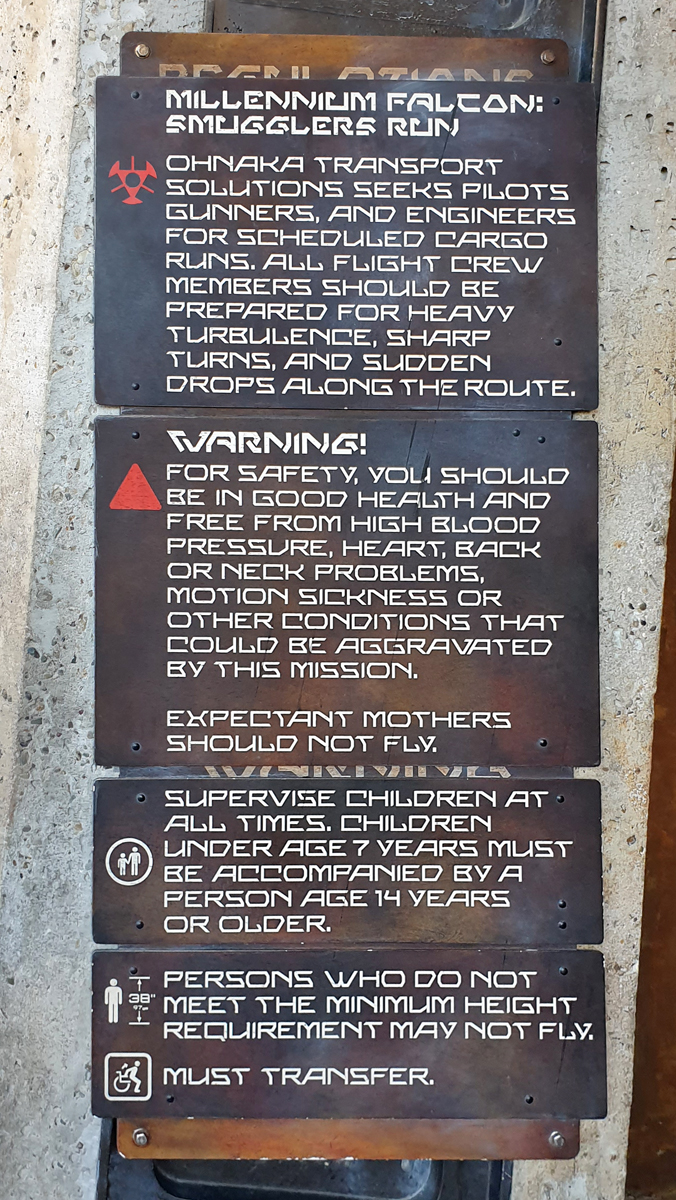 REGULATIONS
MILLENNIUM FALCON:
SMUGGLERS RUN
OHNAKA TRANSPORT
SOLUTIONS SEEKS PILOTS
GUNNERS, AND ENGINEERS
FOR SCHEDULED CARGO
RUNS. ALL FLIGHT CREW
MEMBERS SHOULD BE
PREPARED FOR HEAVY
TURBULENCE, SHARP
TURNS, AND SUDDEN
DROPS ALONG THE ROUTE.
WARNING!
FOR SAFETY, YOU SHOULD
BE IN GOOD HEALTH AND
FREE FROM HIGH BLOOD
PRESSURE, HEART, BACK
OR NECK PROBLEMS,
MOTION SICKNESS OR
OTHER CONDITIONS THAT
COULD BE AGGRAVATED
BY THIS MISSION.
EXPECTANT MOTHERS
SHOULD NOT FLY.
WARNING
SUPERVISE CHILDREN AT
ALL TIMES. CHILDREN
UNDER AGE 7 YEARS MUST
BE ACCOMPANIED BY A
PERSON AGE 14 YEARS
OR OLDER.
38"
97cm
PERSONS WHO DO NOT
MEET THE MINIMUM HEIGHT
REQUIREMENT MAY NOT FLY.
MUST TRANSFER.